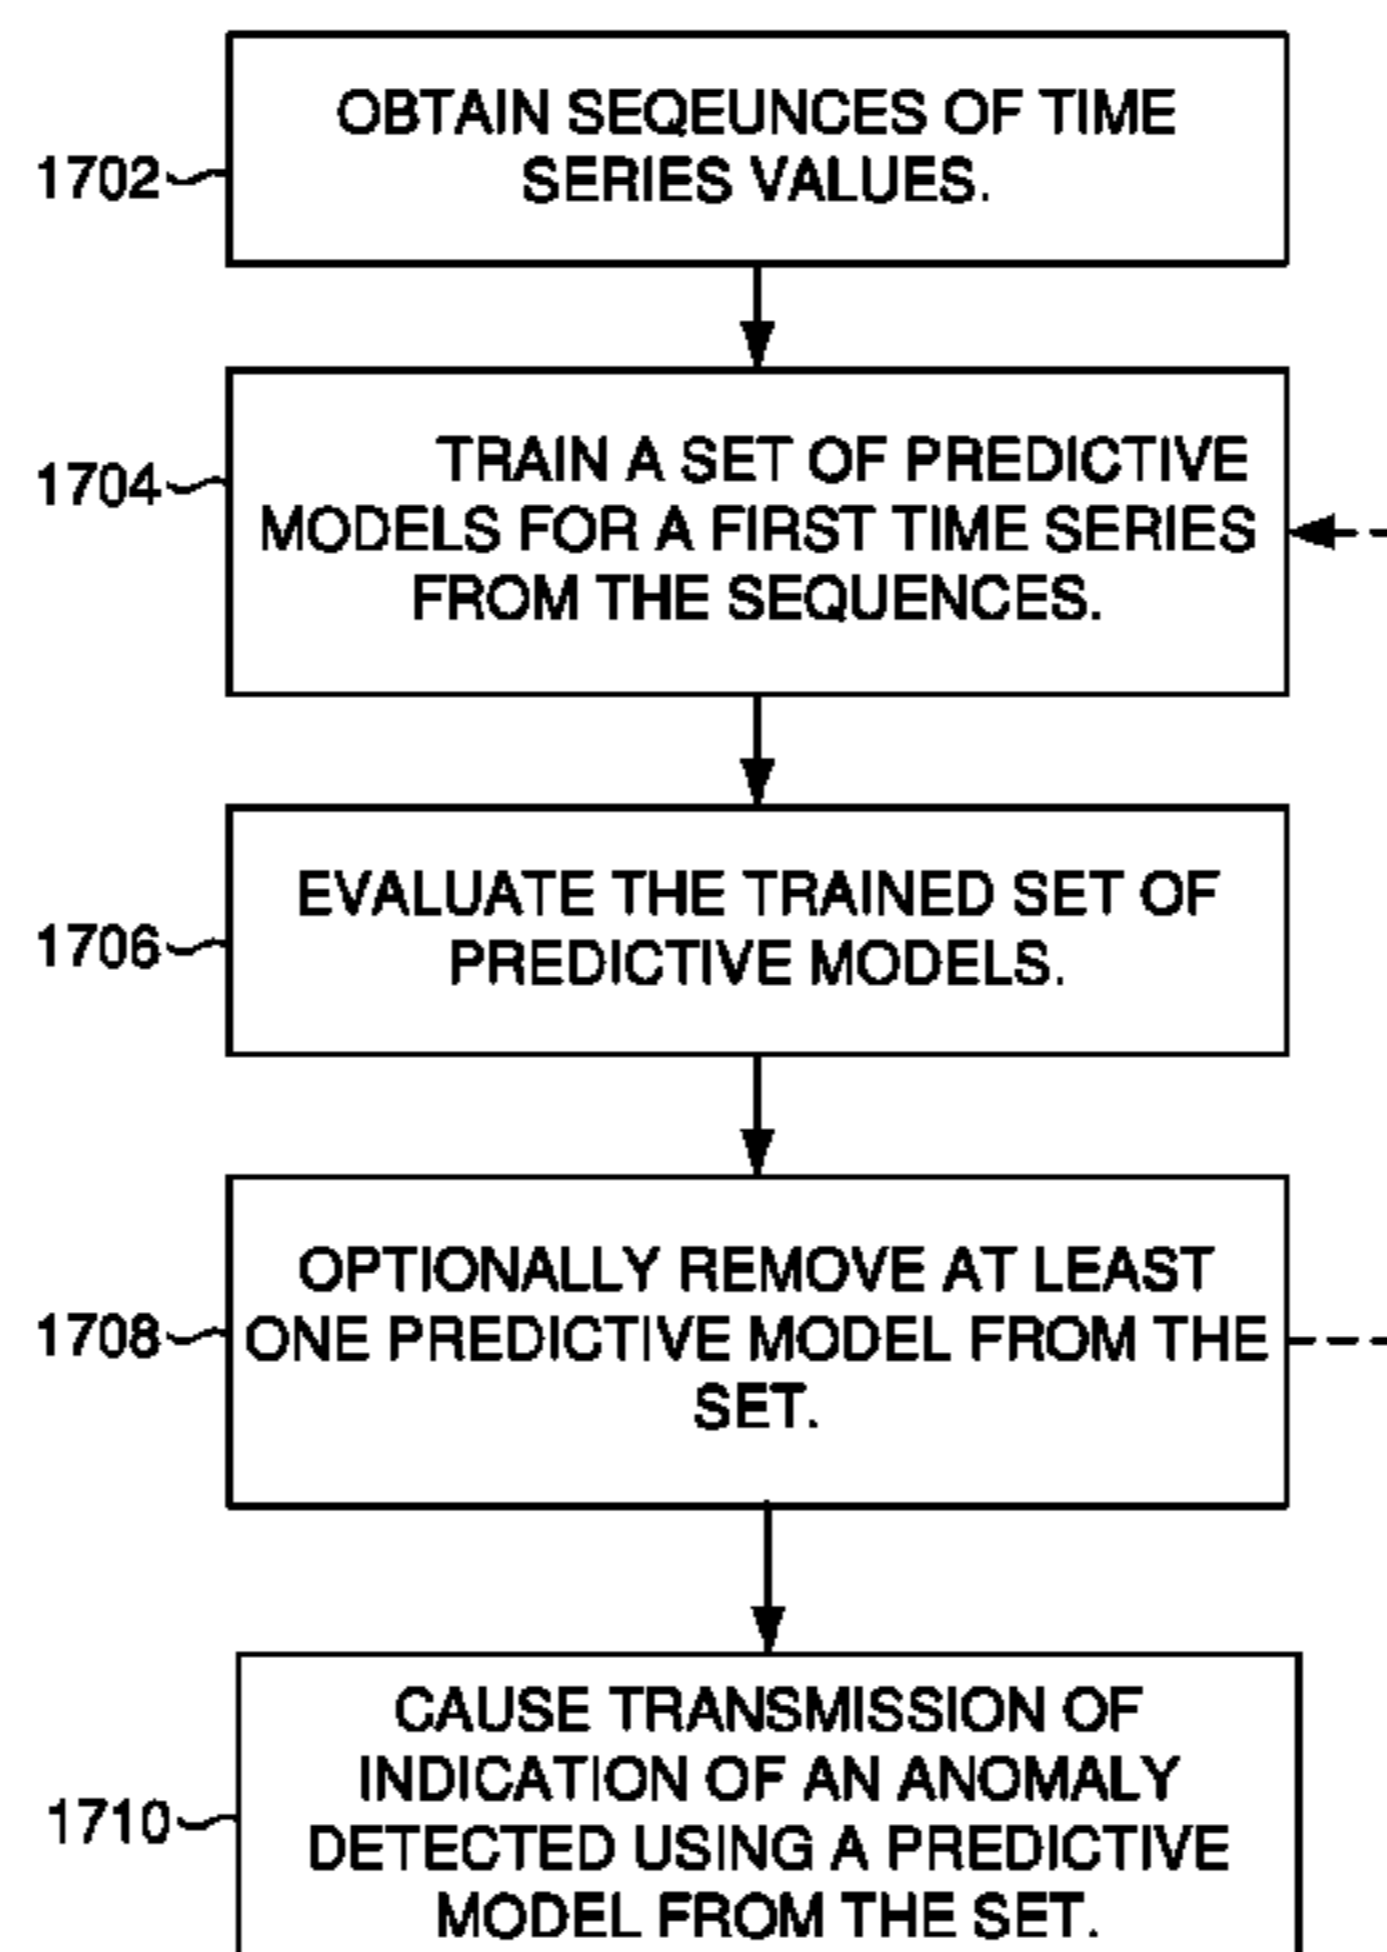 OBTAIN SEQEUNCES OF TIME
SERIES VALUES.
1702
TRAIN A SET OF PREDICTIVE
MODELS FOR A FIRST TIME SERIES
FROM THE SEQUENCES.
1704
EVALUATE THE TRAINED SET OF
PREDICTIVE MODELS.
1706
OPTIONALLY REMOVE AT LEAST
ONE PREDICTIVE MODEL FROM THE
SET.
1708
CAUSE TRANSMISSION OF
INDICATION OF AN ANOMALY
DETECTED USING A PREDICTIVE
MODEL FROM THE SET.
1710